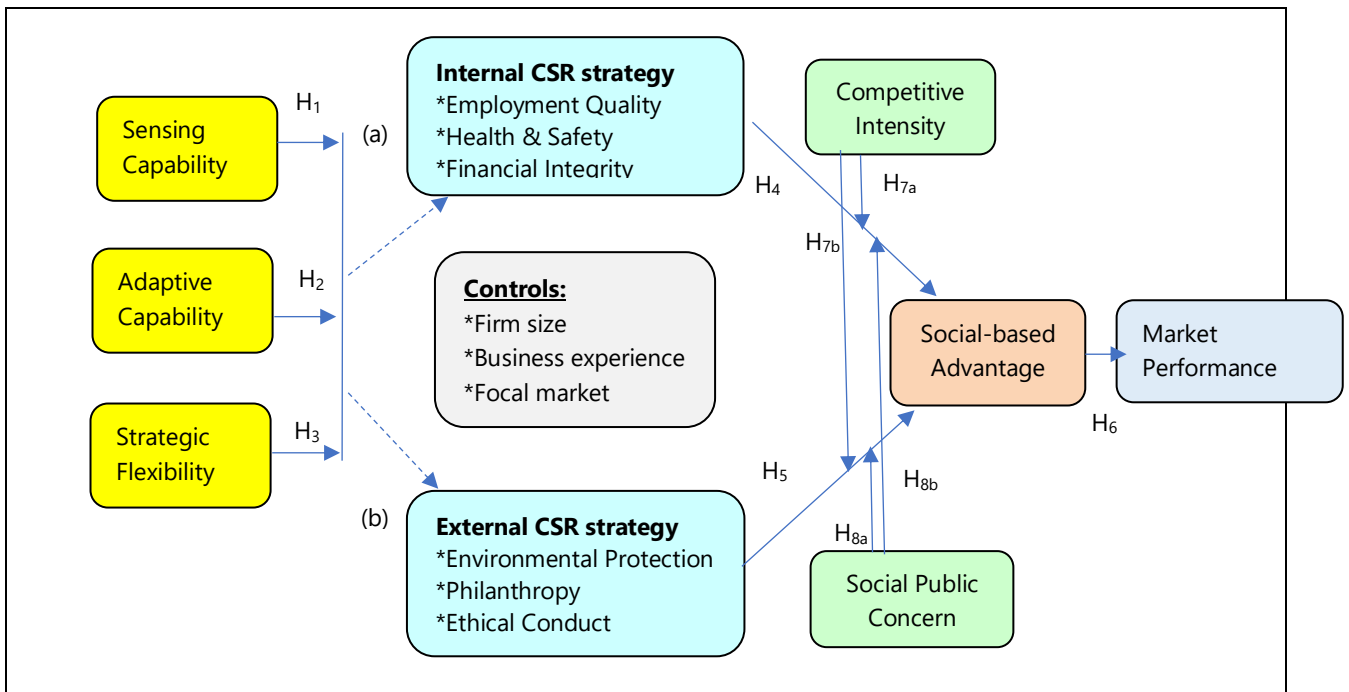 Sensing
Capability
H₁
Adaptive
Capability
H₂
Strategic
Flexibility
H₃
(a)
Internal CSR strategy
*Employment Quality
*Health & Safety
*Financial Integrity
Controls:
*Firm size
*Business experience
*Focal market
(b)
External CSR strategy
*Environmental Protection
*Philanthropy
*Ethical Conduct
H₄
H₅
Competitive
Intensity
H₇ₐ
H7b
H8b
H₈ₐ
Social Public
Concern
Social-based
Advantage
H₆
Market
Performance